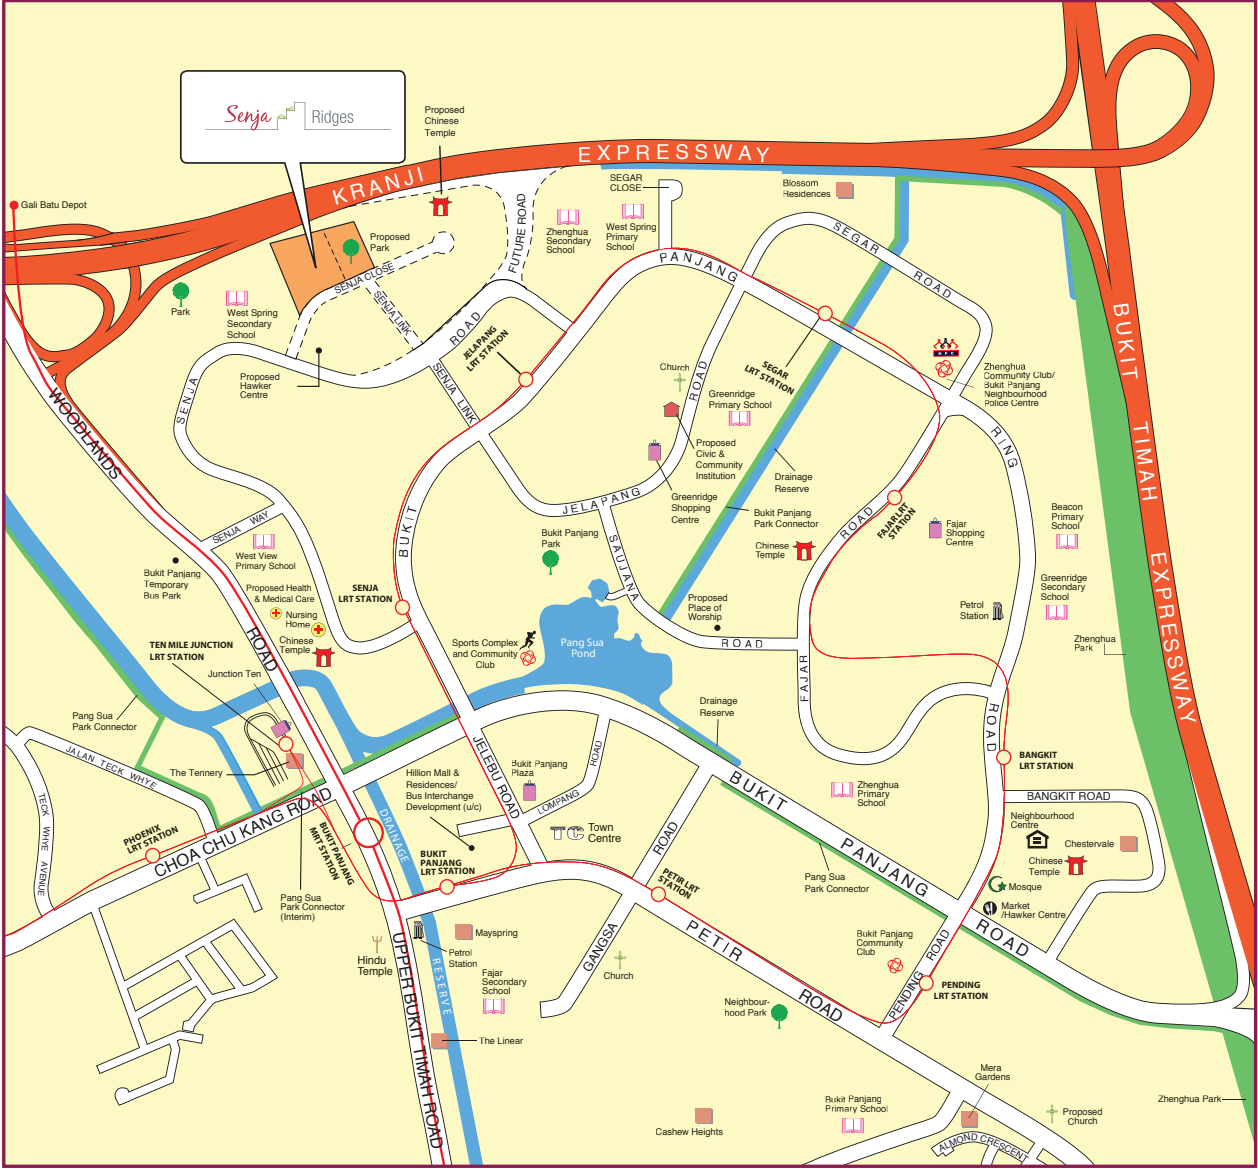 Senja Ridges
Proposed
Chinese
Temple
EXPRESSWAY
KRANJI
SEGAR
CLOSE
Blossom
Residences
Gali Batu Depot
Proposed
Park
FUTURE ROAD
Zhenghua
Secondary
School
West Spring
Primary
School
SEGAR
ROAD
PANJANG
SENJA CLOSE
SENJA LINK
Park
West Spring
Secondary
School
ROAD
JELAPANG
LRT STATION
BUKIT
TIMAH
EXPRESSWAY
SEGAR
LRT STATION
Proposed
Hawker
Centre
SENJA
SENJA LINK
Church
ROAD
Greenridge
Primary School
Zhenghua
Community Club/
Bukit Panjang
Neighbourhood
Police Centre
NPC
WOODLANDS
Proposed
Civic &
Community
Institution
RING
Drainage
Reserve
Greenridge
Shopping
Centre
JELAPANG
Bukit Panjang
Park Connector
ROAD
FAJAR LRT
STATION
Fajar
Shopping
Centre
Beacon
Primary
School
SENJA WAY
West View
Primary School
BUKIT
Bukit Panjang
Park
SAUJANA
Chinese
Temple
Bukit Panjang
Temporary
Bus Park
Proposed Health
& Medical Care
Nursing
Home
Chinese
Temple
SENJA
LRT STATION
Greenridge
Secondary
School
Petrol
Station
Proposed
Place of
Worship
ROAD
ROAD
TEN MILE JUNCTION
LRT STATION
Junction Ten
Sports Complex
and Community
Club
Pang Sua
Pond
Zhenghua
Park
FAJAR
Drainage
Reserve
ROAD
Pang Sua
Park Connector
JALAN TECK WHYE
The Tennery
JELEBU ROAD
ROAD
Bukit Panjang
Plaza
LOMPANG
Hillion Mall &
Residences/
Bus Interchange
Development (u/c)
BANGKIT
LRT STATION
BUKIT
PANJANG
ROAD
Zhenghua
Primary
School
BANGKIT ROAD
TECK WHYE AVENUE
CHOA CHU KANG ROAD
PHOENIX
LRT STATION
BUKIT PANJANG
MRT STATION
DRAINAGE
RESERVE
TC
Town
Centre
Neighbourhood
Centre
Chestervale
Chinese
Temple
BUKIT
PANJANG
LRT STATION
ROAD
PETIR LRT
STATION
Pang Sua
Park Connector
Mosque
Market
/Hawker Centre
Pang Sua
Park Connector
(Interim)
Mayspring
Petrol
Station
Hindu
Temple
Fajar
Secondary
School
GANGSA
Church
PETIR
ROAD
Bukit Panjang
Community
Club
PENDING
ROAD
PENDING
LRT STATION
Neighbour-
hood Park
The Linear
UPPER BUKIT TIMAH ROAD
Mera
Gardens
Zhenghua Park
Bukit Panjang
Primary School
Proposed
Church
Cashew Heights
ALMOND CRESCENT